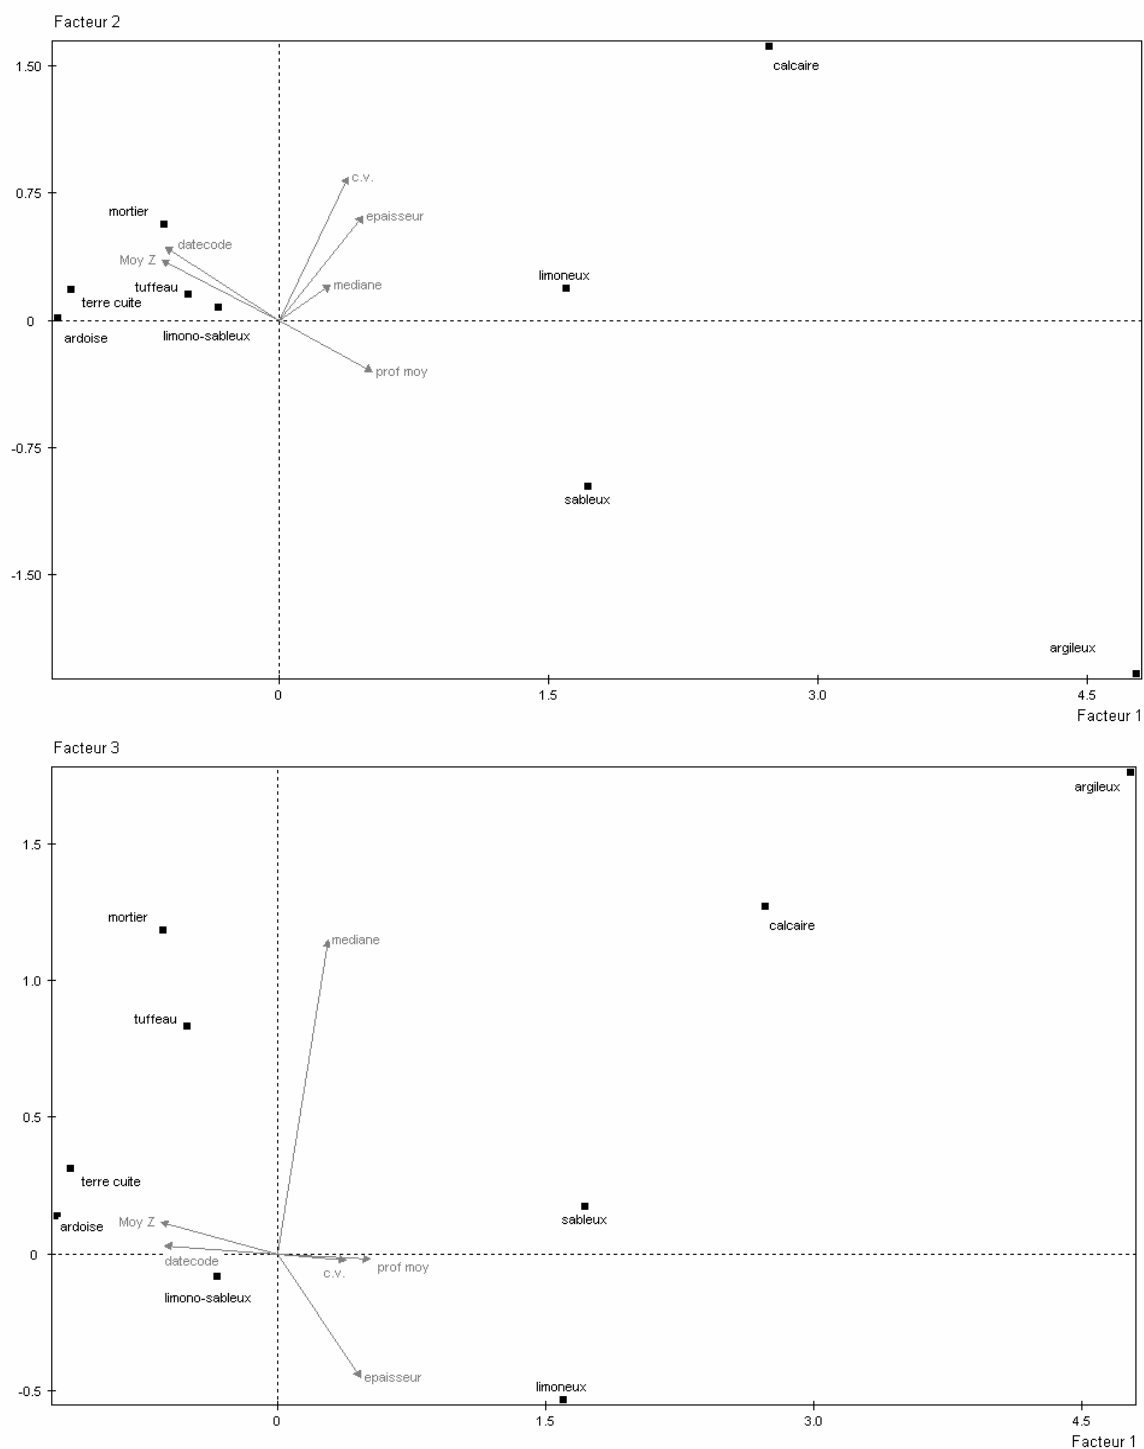 Facteur 2
1.50
calcaire
c.v.
0.75
mortier
epaisseur
datecode
Moy Z
limoneux
tuffeau
mediane
terre cuite
0
ardoise
limono-sableux
prof moy
-0.75
sableux
-1.50
argileux
0
1.5
3.0
4.5
Facteur 1
Facteur 3
argileux
1.5
mortier
calcaire
mediane
1.0
tuffeau
0.5
terre cuite
Moy Z
ardoise
sableux
0
datecode
prof moy
c.v.
limono-sableux
epaisseur
limoneux
-0.5
0
1.5
3.0
4.5
Facteur 1